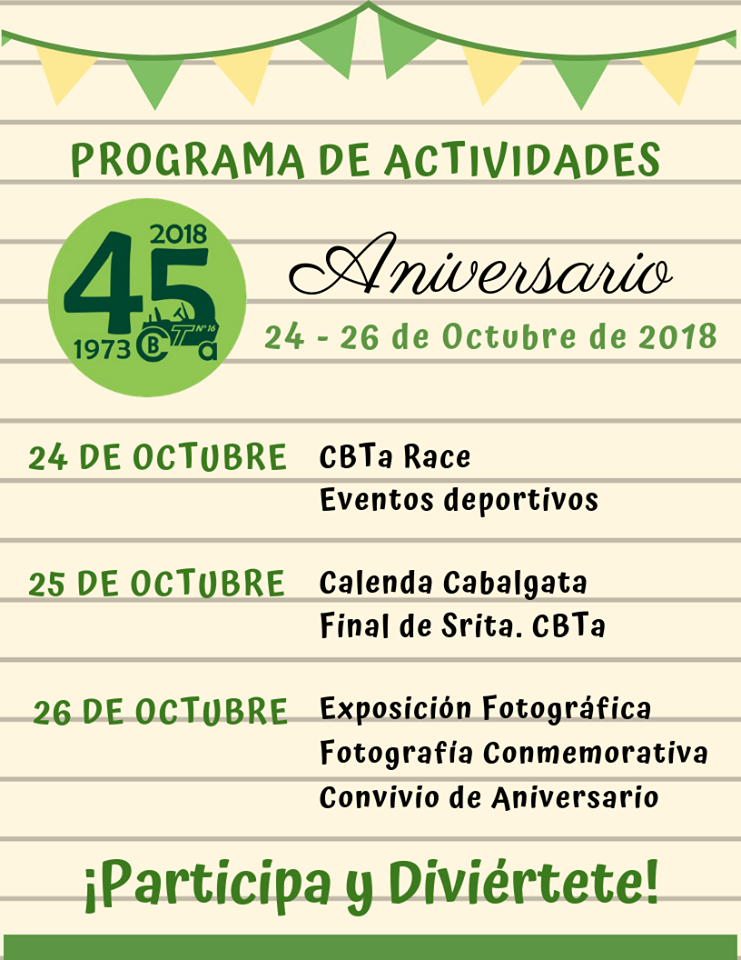 PROGRAMA DE ACTIVIDADES
2018
45
1973 CBTa Nº 16
Aniversario
24 - 26 de Octubre de 2018
24 DE OCTUBRE CBTa Race
Eventos deportivos
25 DE OCTUBRE Calenda Cabalgata
Final de Srita. CBTa
26 DE OCTUBRE Exposición Fotográfica
Fotografía Conmemorativa
Convivio de Aniversario
¡Participa y Diviértete!